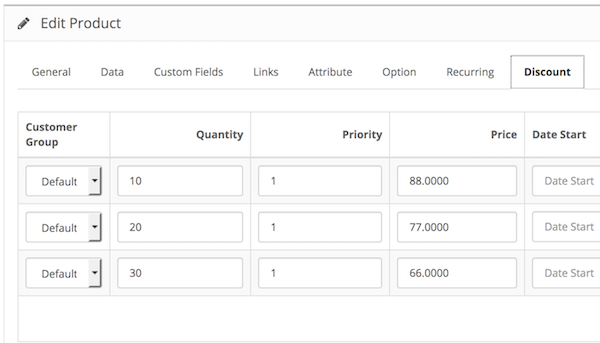 Edit Product
General Data Custom Fields Links Attribute Option Recurring Discount
Customer Group Quantity Priority Price Date Start
Default 10 1 88.0000 Date Start
Default 20 1 77.0000 Date Start
Default 30 1 66.0000 Date Start